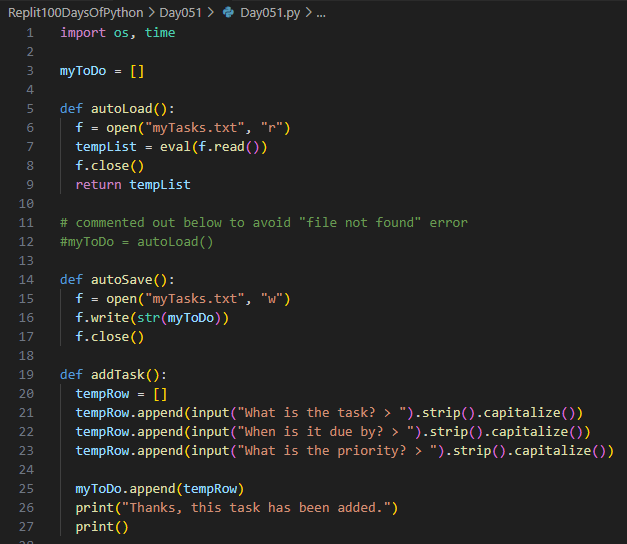 Replit100DaysOfPython > Day051 > Day051.py > ...
1 import os, time
2
3 myToDo = []
4
5 def autoLoad():
6   f = open("myTasks.txt", "r")
7   tempList = eval(f.read())
8   f.close()
9   return tempList
10
11 # commented out below to avoid "file not found" error
12 #myToDo = autoLoad()
13
14 def autoSave():
15   f = open("myTasks.txt", "w")
16   f.write(str(myToDo))
17   f.close()
18
19 def addTask():
20   tempRow = []
21   tempRow.append(input("What is the task? > ").strip().capitalize())
22   tempRow.append(input("When is it due by? > ").strip().capitalize())
23   tempRow.append(input("What is the priority? > ").strip().capitalize())
24
25   myToDo.append(tempRow)
26   print("Thanks, this task has been added.")
27   print()